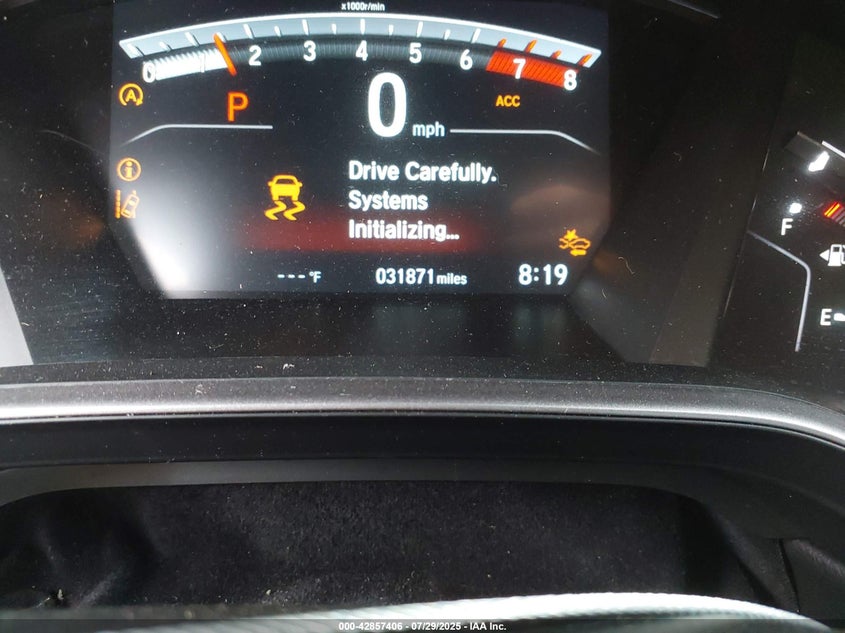 x1000r/min
0 1 2 3 4 5 6 7 8
A
P
0 mph
ACC
i
Drive Carefully.
Systems
Initializing...
F
---°F
031871 miles
8:19
E
000-42857406 - 07/29/2025 - IAA Inc.